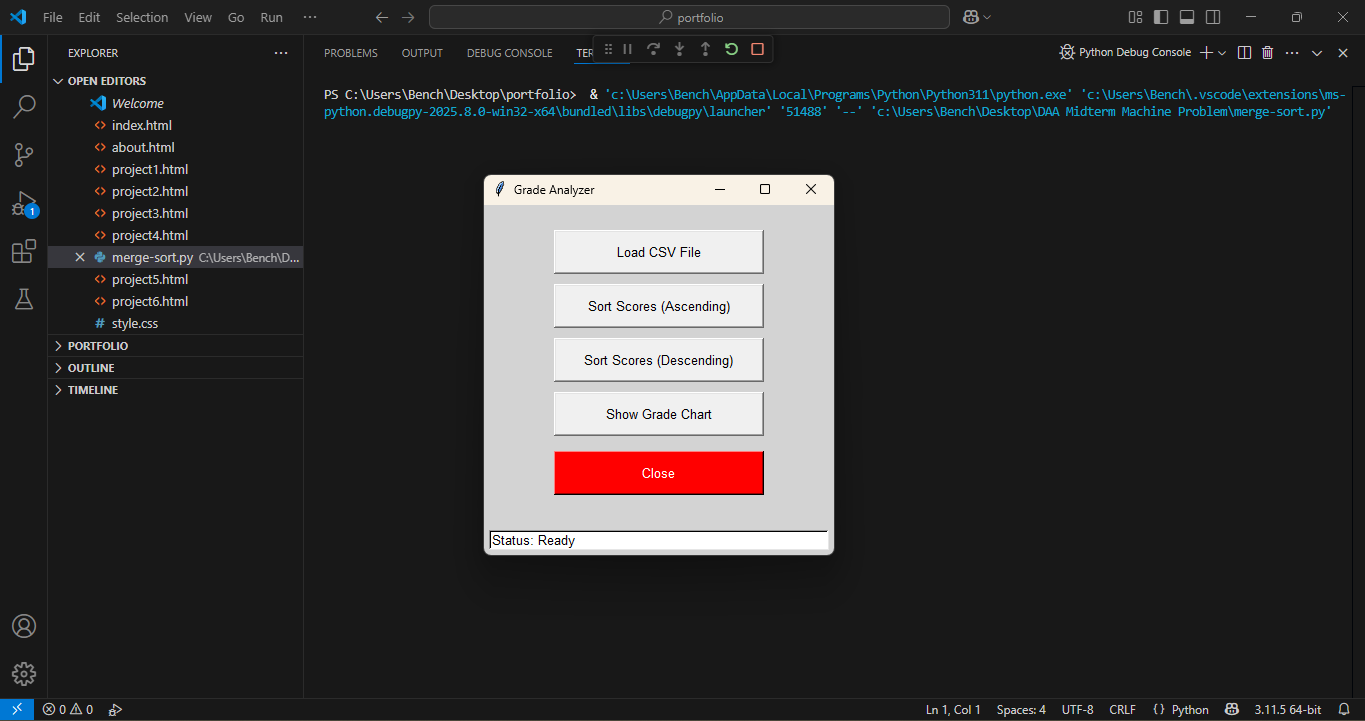 File Edit Selection View Go Run ···
portfolio
EXPLORER
OPEN EDITORS
Welcome
index.html
about.html
project1.html
project2.html
project3.html
project4.html
merge-sort.py C:\Users\Bench\D...
project5.html
project6.html
style.css
PORTFOLIO
OUTLINE
TIMELINE
1
PROBLEMS OUTPUT DEBUG CONSOLE TER
Python Debug Console
PS C:\Users\Bench\Desktop\portfolio>  & 'c:\Users\Bench\AppData\Local\Programs\Python\Python311\python.exe' 'c:\Users\Bench\.vscode\extensions\ms-
python.debugpy-2025.8.0-win32-x64\bundled\libs\debugpy\launcher' '51488' '--' 'c:\Users\Bench\Desktop\DAA Midterm Machine Problem\merge-sort.py'
Grade Analyzer
Load CSV File
Sort Scores (Ascending)
Sort Scores (Descending)
Show Grade Chart
Close
Status: Ready
0 0
Ln 1, Col 1 Spaces: 4 UTF-8 CRLF {} Python 3.11.5 64-bit